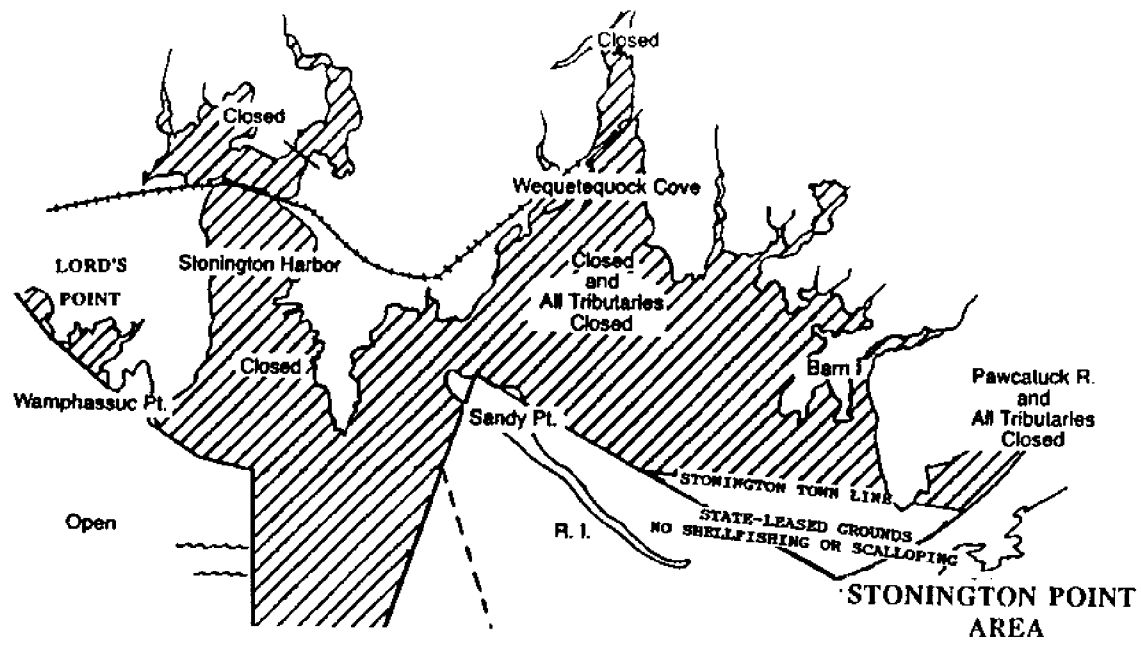 Closed
Closed
Wequetequock Cove
LORD'S
POINT
Stonington Harbor
Closed
and
All Tributaries
Closed
Closed
Barn I
Wamphassuc Pt.
Sandy Pt.
Pawcatuck R.
and
All Tributaries
Closed
STONINGTON TOWN LINE
STATE-LEASED GROUNDS
NO SHELLFISHING OR SCALLOPING
Open
R. I.
STONINGTON POINT
AREA